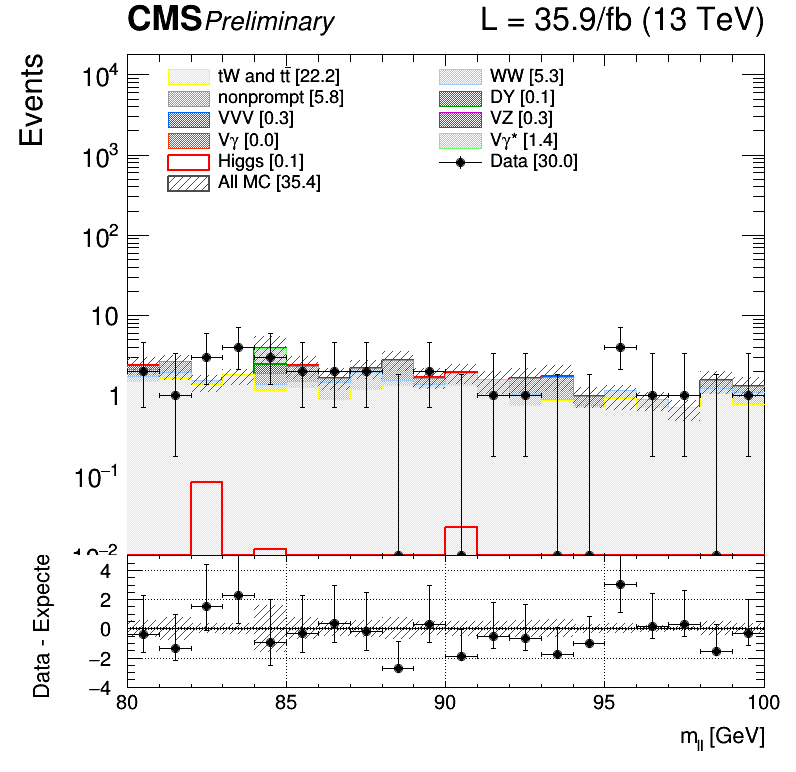 CMS Preliminary L = 35.9/fb (13 TeV)
Events
10⁴
10³
10²
10
1
10⁻¹
10⁻²
tW and tt̄ [22.2]
nonprompt [5.8]
VVV [0.3]
Vγ [0.0]
Higgs [0.1]
All MC [35.4]
WW [5.3]
DY [0.1]
VZ [0.3]
Vγ* [1.4]
Data [30.0]
Data - Expecte
4
2
0
−2
−4
80 85 90 95 100
m_ll [GeV]